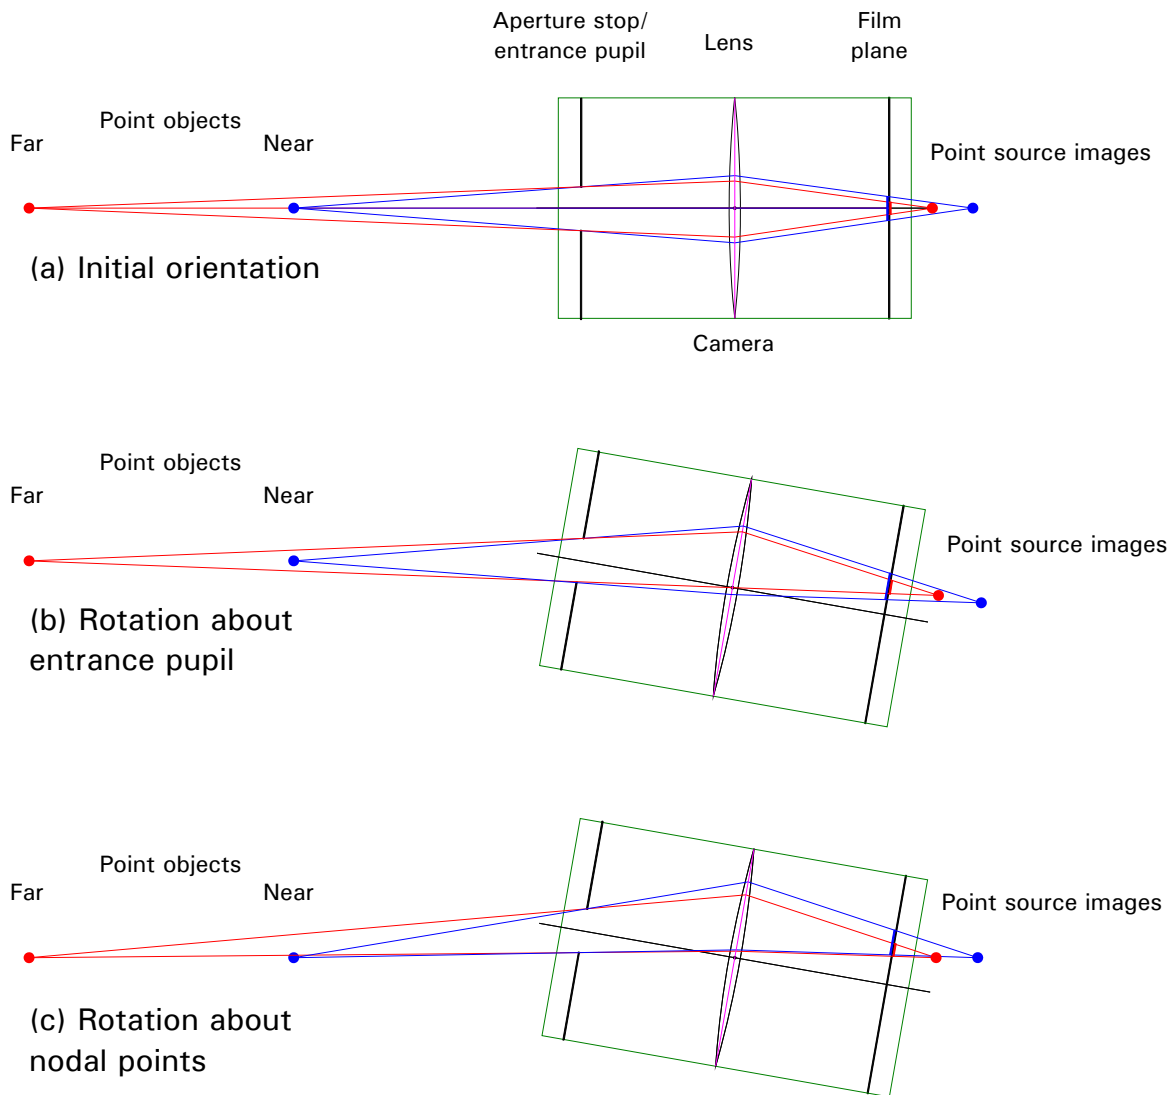 Aperture stop/
entrance pupil
Lens
Film
plane
Point objects
Far
Near
Point source images
(a) Initial orientation
Camera
Point objects
Far
Near
Point source images
(b) Rotation about
entrance pupil
Point objects
Far
Near
Point source images
(c) Rotation about
nodal points